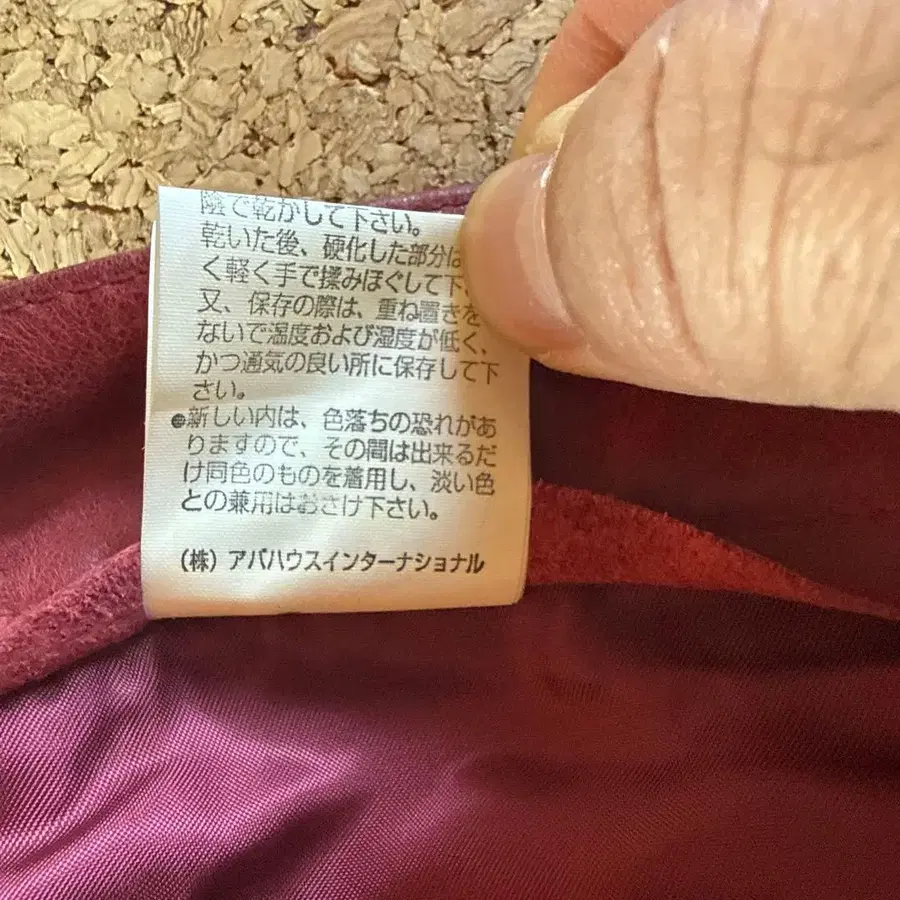 陰で乾かして下さい。
乾いた後、硬化した部分は
く軽く手で揉みほぐして下
又、保存の際は、重ね置きを
ないで温度および湿度が低く、
かつ通気の良い所に保存して下
さい。
●新しい内は、色落ちの恐れがあ
りますので、その間は出来るだ
け同色のものを着用し、淡い色
との兼用はおさけ下さい。
(株) アバハウスインターナショナル